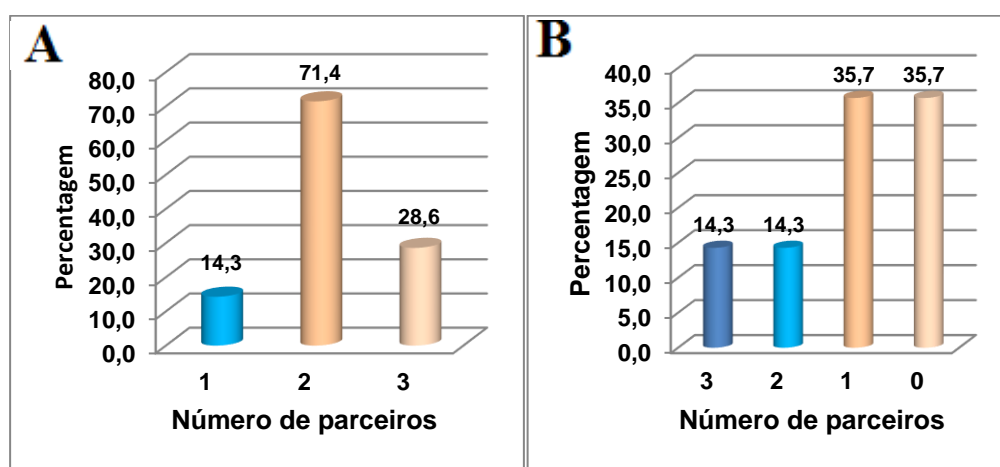 A
Percentagem
80,0
70,0
60,0
50,0
40,0
30,0
20,0
10,0
0,0
14,3
71,4
28,6
1 2 3
Número de parceiros
B
Percentagem
40,0
35,0
30,0
25,0
20,0
15,0
10,0
5,0
0,0
14,3 14,3 35,7 35,7
3 2 1 0
Número de parceiros